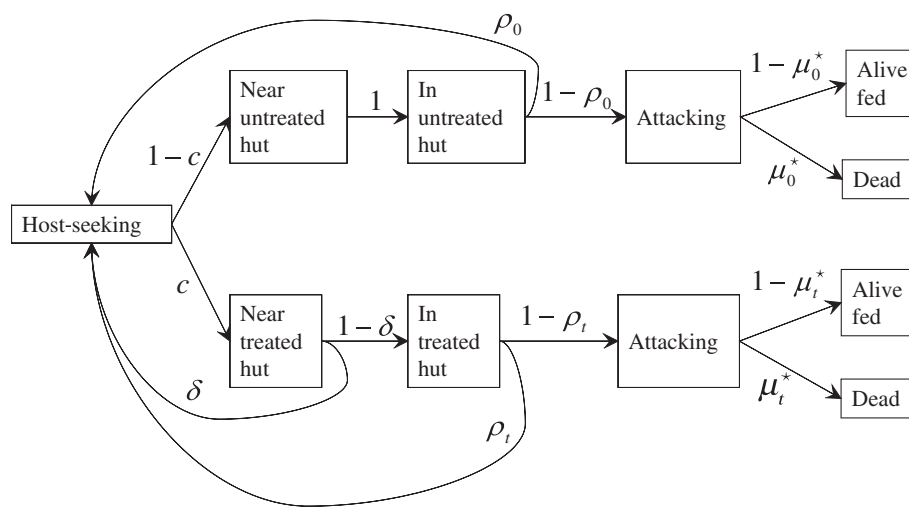 ρ₀
Near
untreated
hut
1
In
untreated
hut
1 − ρ₀
Attacking
1 − μ₀⋆
Alive
fed
μ₀⋆
Dead
1 − c
Host-seeking
c
Near
treated
hut
1 − δ
In
treated
hut
1 − ρₜ
Attacking
1 − μₜ⋆
Alive
fed
μₜ⋆
Dead
δ
ρₜ